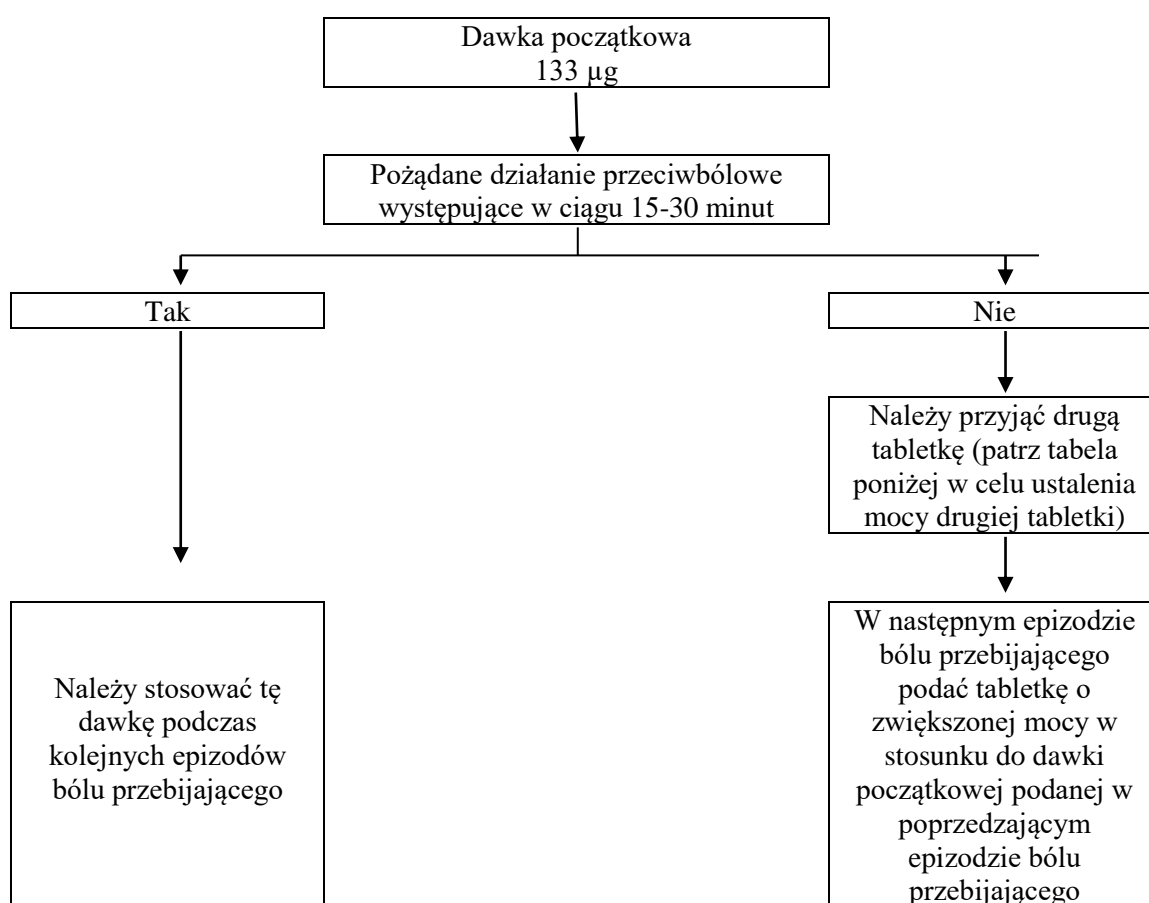 Dawka początkowa
133 µg
Pożądane działanie przeciwbólowe
występujące w ciągu 15-30 minut
Tak
Nie
Należy przyjąć drugą
tabletkę (patrz tabela
poniżej w celu ustalenia
mocy drugiej tabletki)
Należy stosować tę
dawkę podczas
kolejnych epizodów
bólu przebijającego
W następnym epizodzie
bólu przebijającego
podać tabletkę o
zwiększonej mocy w
stosunku do dawki
początkowej podanej w
poprzedzającym
epizodzie bólu
przebijającego